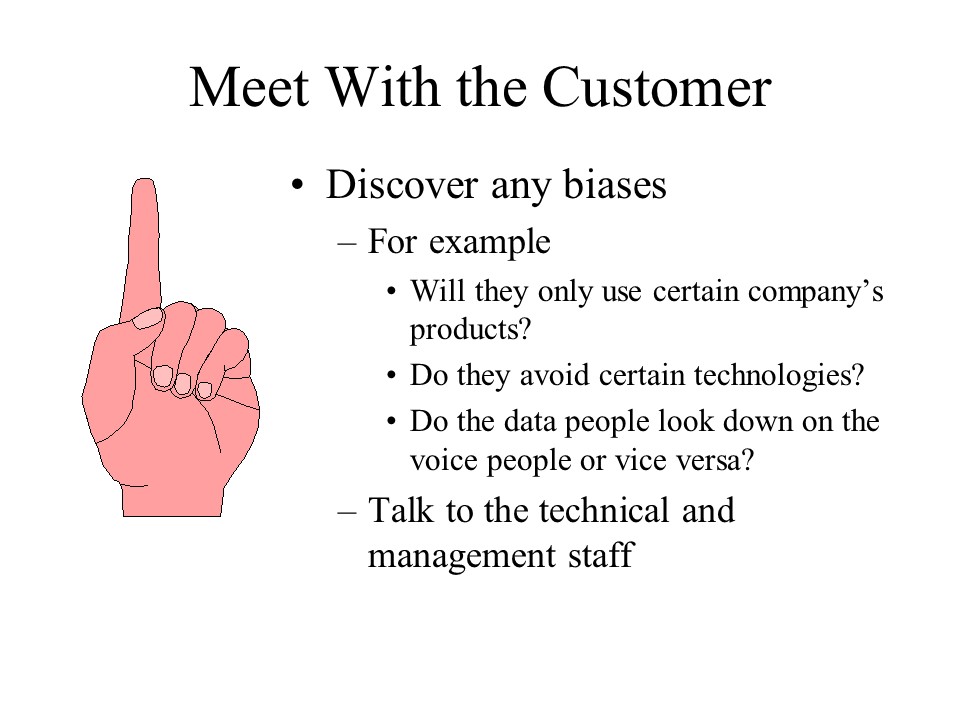 Meet With the Customer
• Discover any biases
– For example
• Will they only use certain company’s
products?
• Do they avoid certain technologies?
• Do the data people look down on the
voice people or vice versa?
– Talk to the technical and
management staff